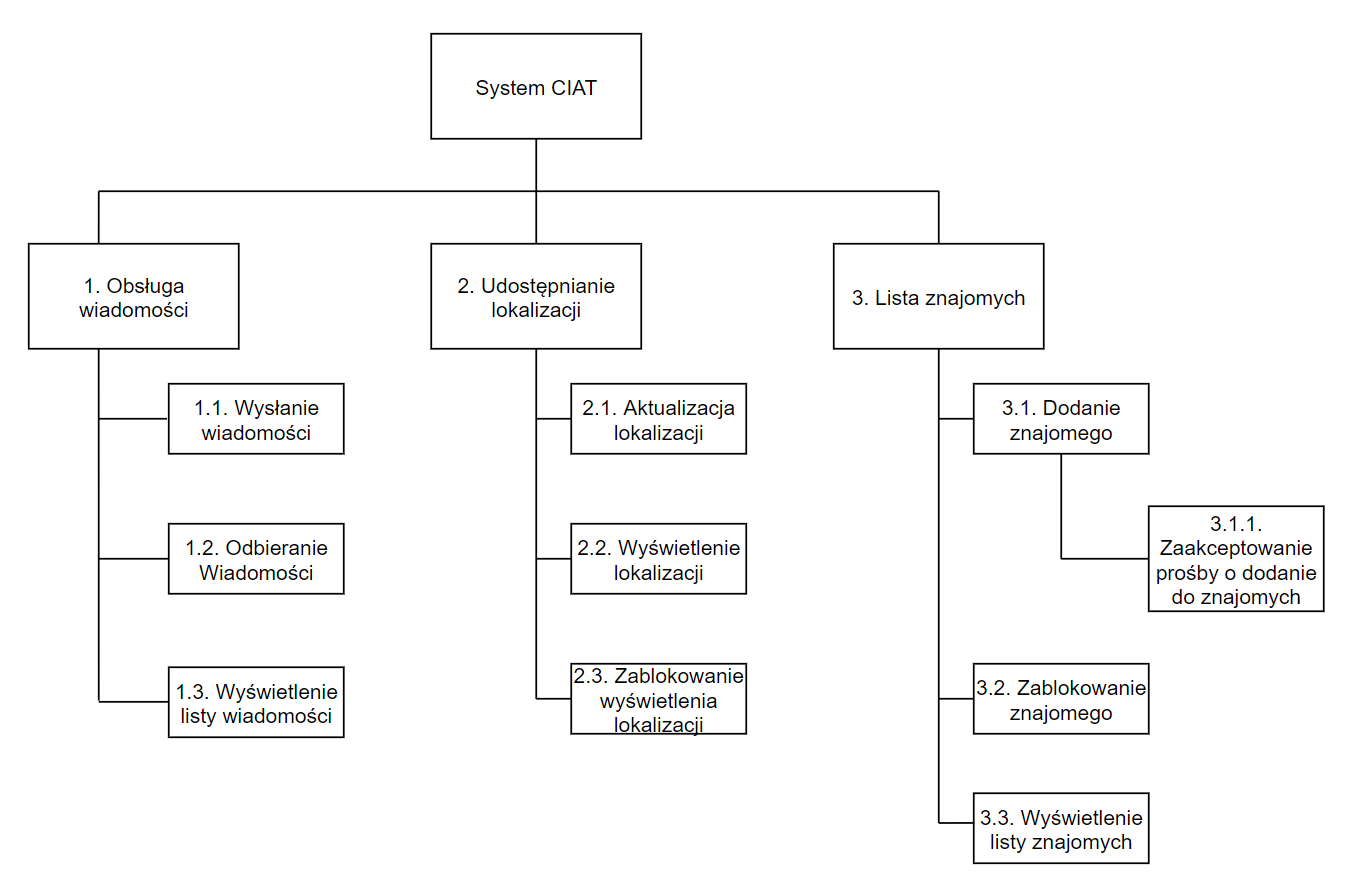 System CIAT
1. Obsługa
wiadomości
2. Udostępnianie
lokalizacji
3. Lista znajomych
1.1. Wysłanie
wiadomości
2.1. Aktualizacja
lokalizacji
3.1. Dodanie
znajomego
1.2. Odbieranie
Wiadomości
2.2. Wyświetlenie
lokalizacji
3.1.1.
Zaakceptowanie
prośby o dodanie
do znajomych
1.3. Wyświetlenie
listy wiadomości
2.3. Zablokowanie
wyświetlenia
lokalizacji
3.2. Zablokowanie
znajomego
3.3. Wyświetlenie
listy znajomych